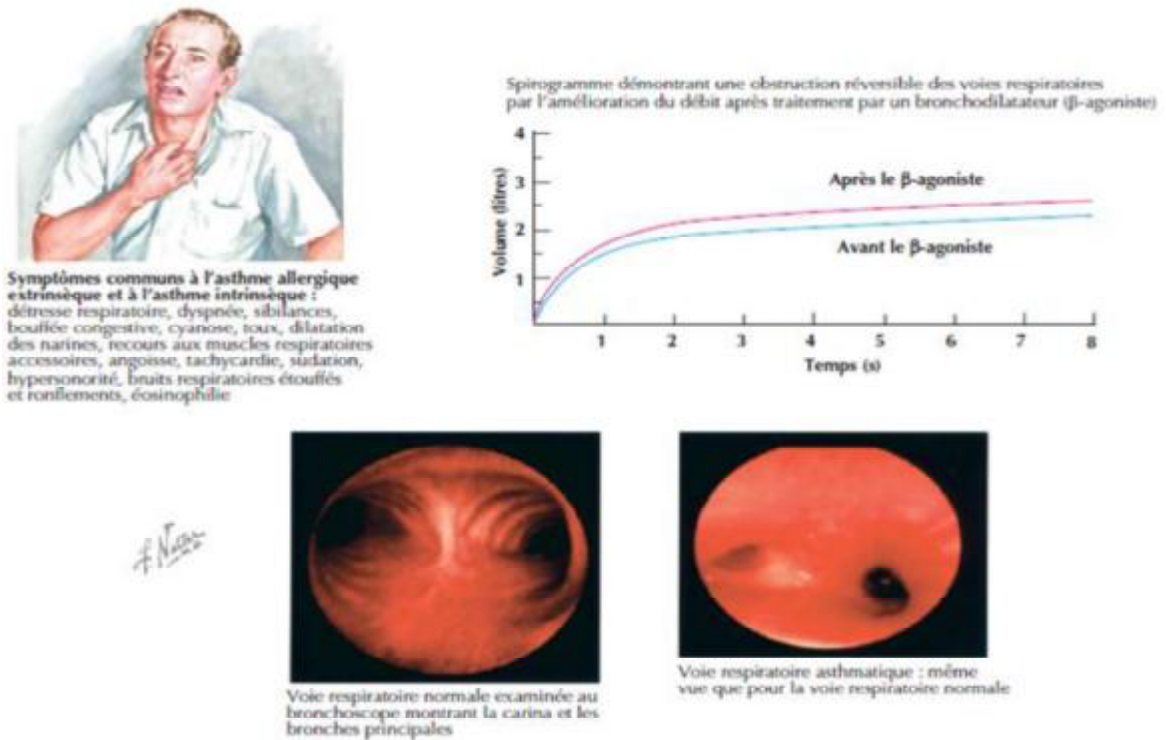 Spirogramme démontrant une obstruction réversible des voies respiratoires
par l'amélioration du débit après traitement par un bronchodilatateur (β-agoniste)
4
3
2
1
Volume (litres)
Après le β-agoniste
Avant le β-agoniste
1 2 3 4 5 6 7 8
Temps (s)
Symptômes communs à l'asthme allergique
extrinsèque et à l'asthme intrinsèque :
détresse respiratoire, dyspnée, sibilances,
bouffée congestive, cyanose, toux, dilatation
des narines, recours aux muscles respiratoires
accessoires, angoisse, tachycardie, sudation,
hypersonorité, bruits respiratoires étouffés
et ronflements, éosinophilie
F. Netter
Voie respiratoire normale examinée au
bronchoscope montrant la carina et les
bronches principales
Voie respiratoire asthmatique : même
vue que pour la voie respiratoire normale